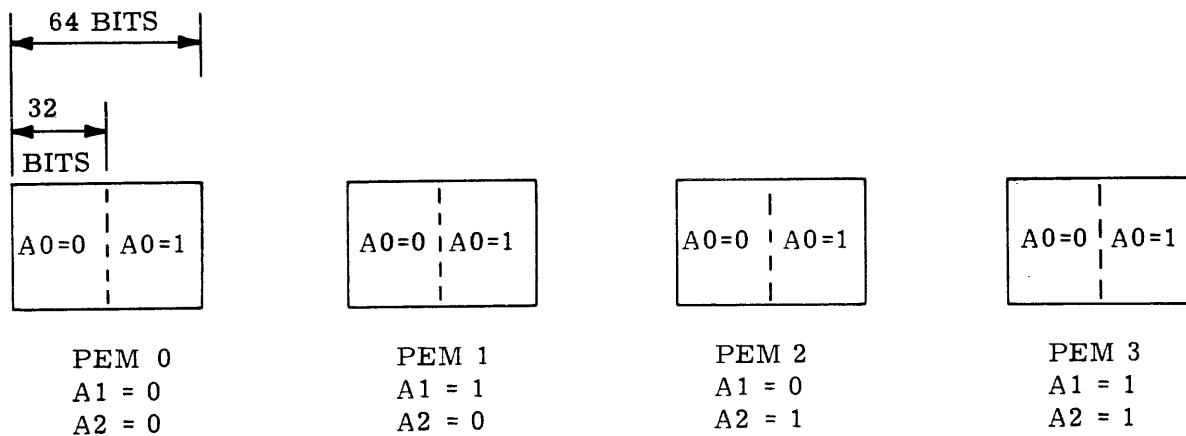 64 BITS
32
BITS
A0=0 A0=1
A0=0 A0=1
A0=0 A0=1
A0=0 A0=1
PEM 0
A1 = 0
A2 = 0
PEM 1
A1 = 1
A2 = 0
PEM 2
A1 = 0
A2 = 1
PEM 3
A1 = 1
A2 = 1